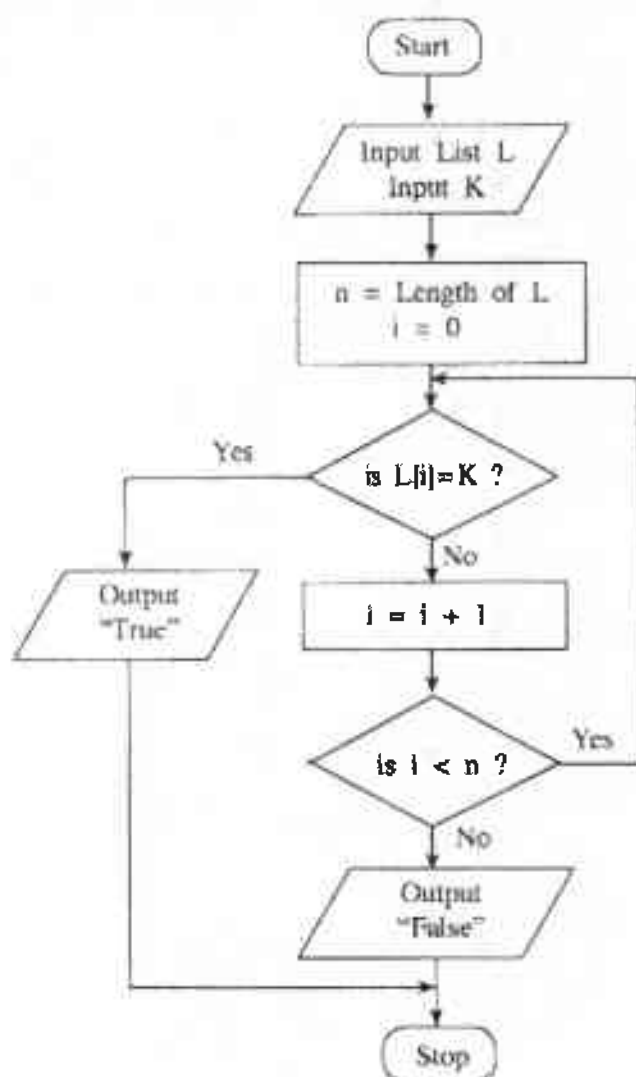 Start
Input List L
Input K
n = Length of L
i = 0
is L[i]=K ?
Yes
No
Output
“True”
i = i + 1
is i < n ?
Yes
No
Output
“False”
Stop